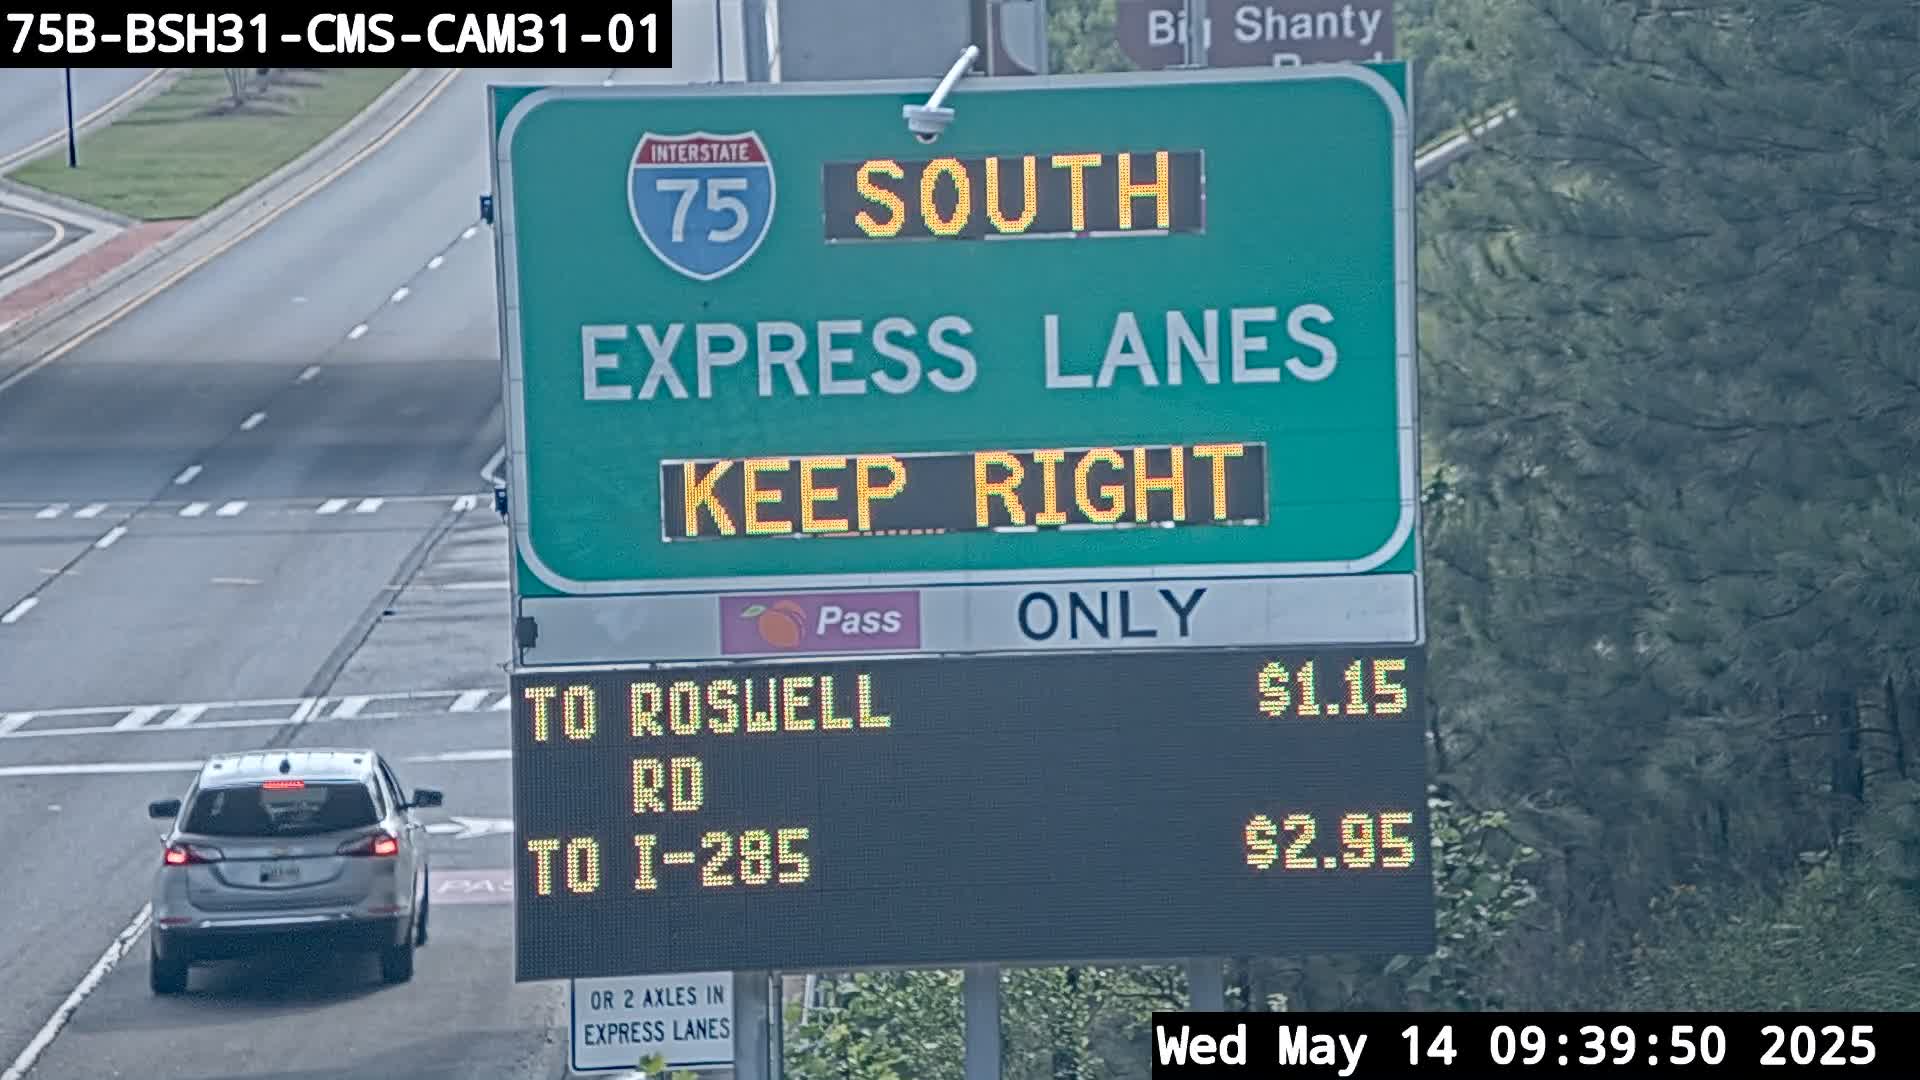 75B-BSH31-CMS-CAM31-01
Big Shanty
Road
INTERSTATE
75
SOUTH
EXPRESS LANES
KEEP RIGHT
Pass ONLY
TO ROSWELL $1.15
RD
TO I-285 $2.95
OR 2 AXLES IN
EXPRESS LANES
Wed May 14 09:39:50 2025